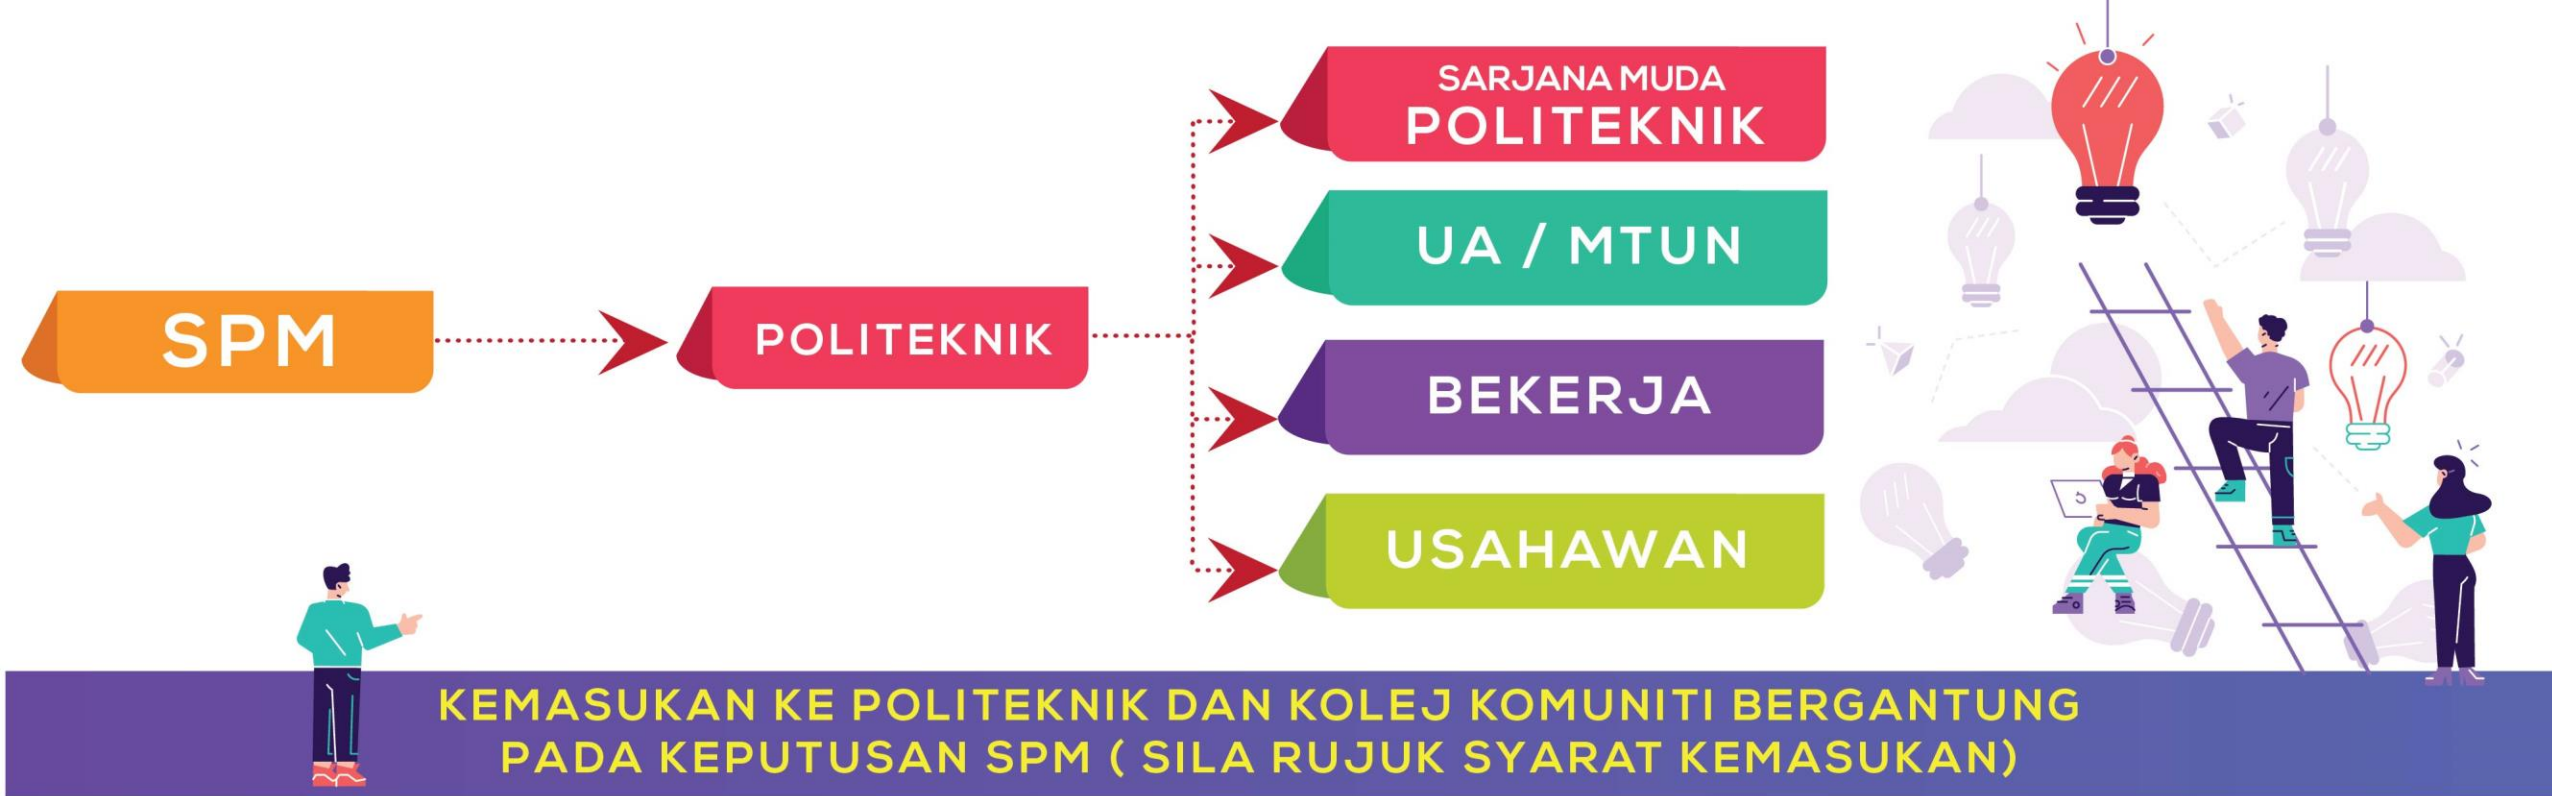 SPM
POLITEKNIK
SARJANA MUDA
POLITEKNIK
UA / MTUN
BEKERJA
USAHAWAN
KEMASUKAN KE POLITEKNIK DAN KOLEJ KOMUNITI BERGANTUNG
PADA KEPUTUSAN SPM ( SILA RUJUK SYARAT KEMASUKAN)